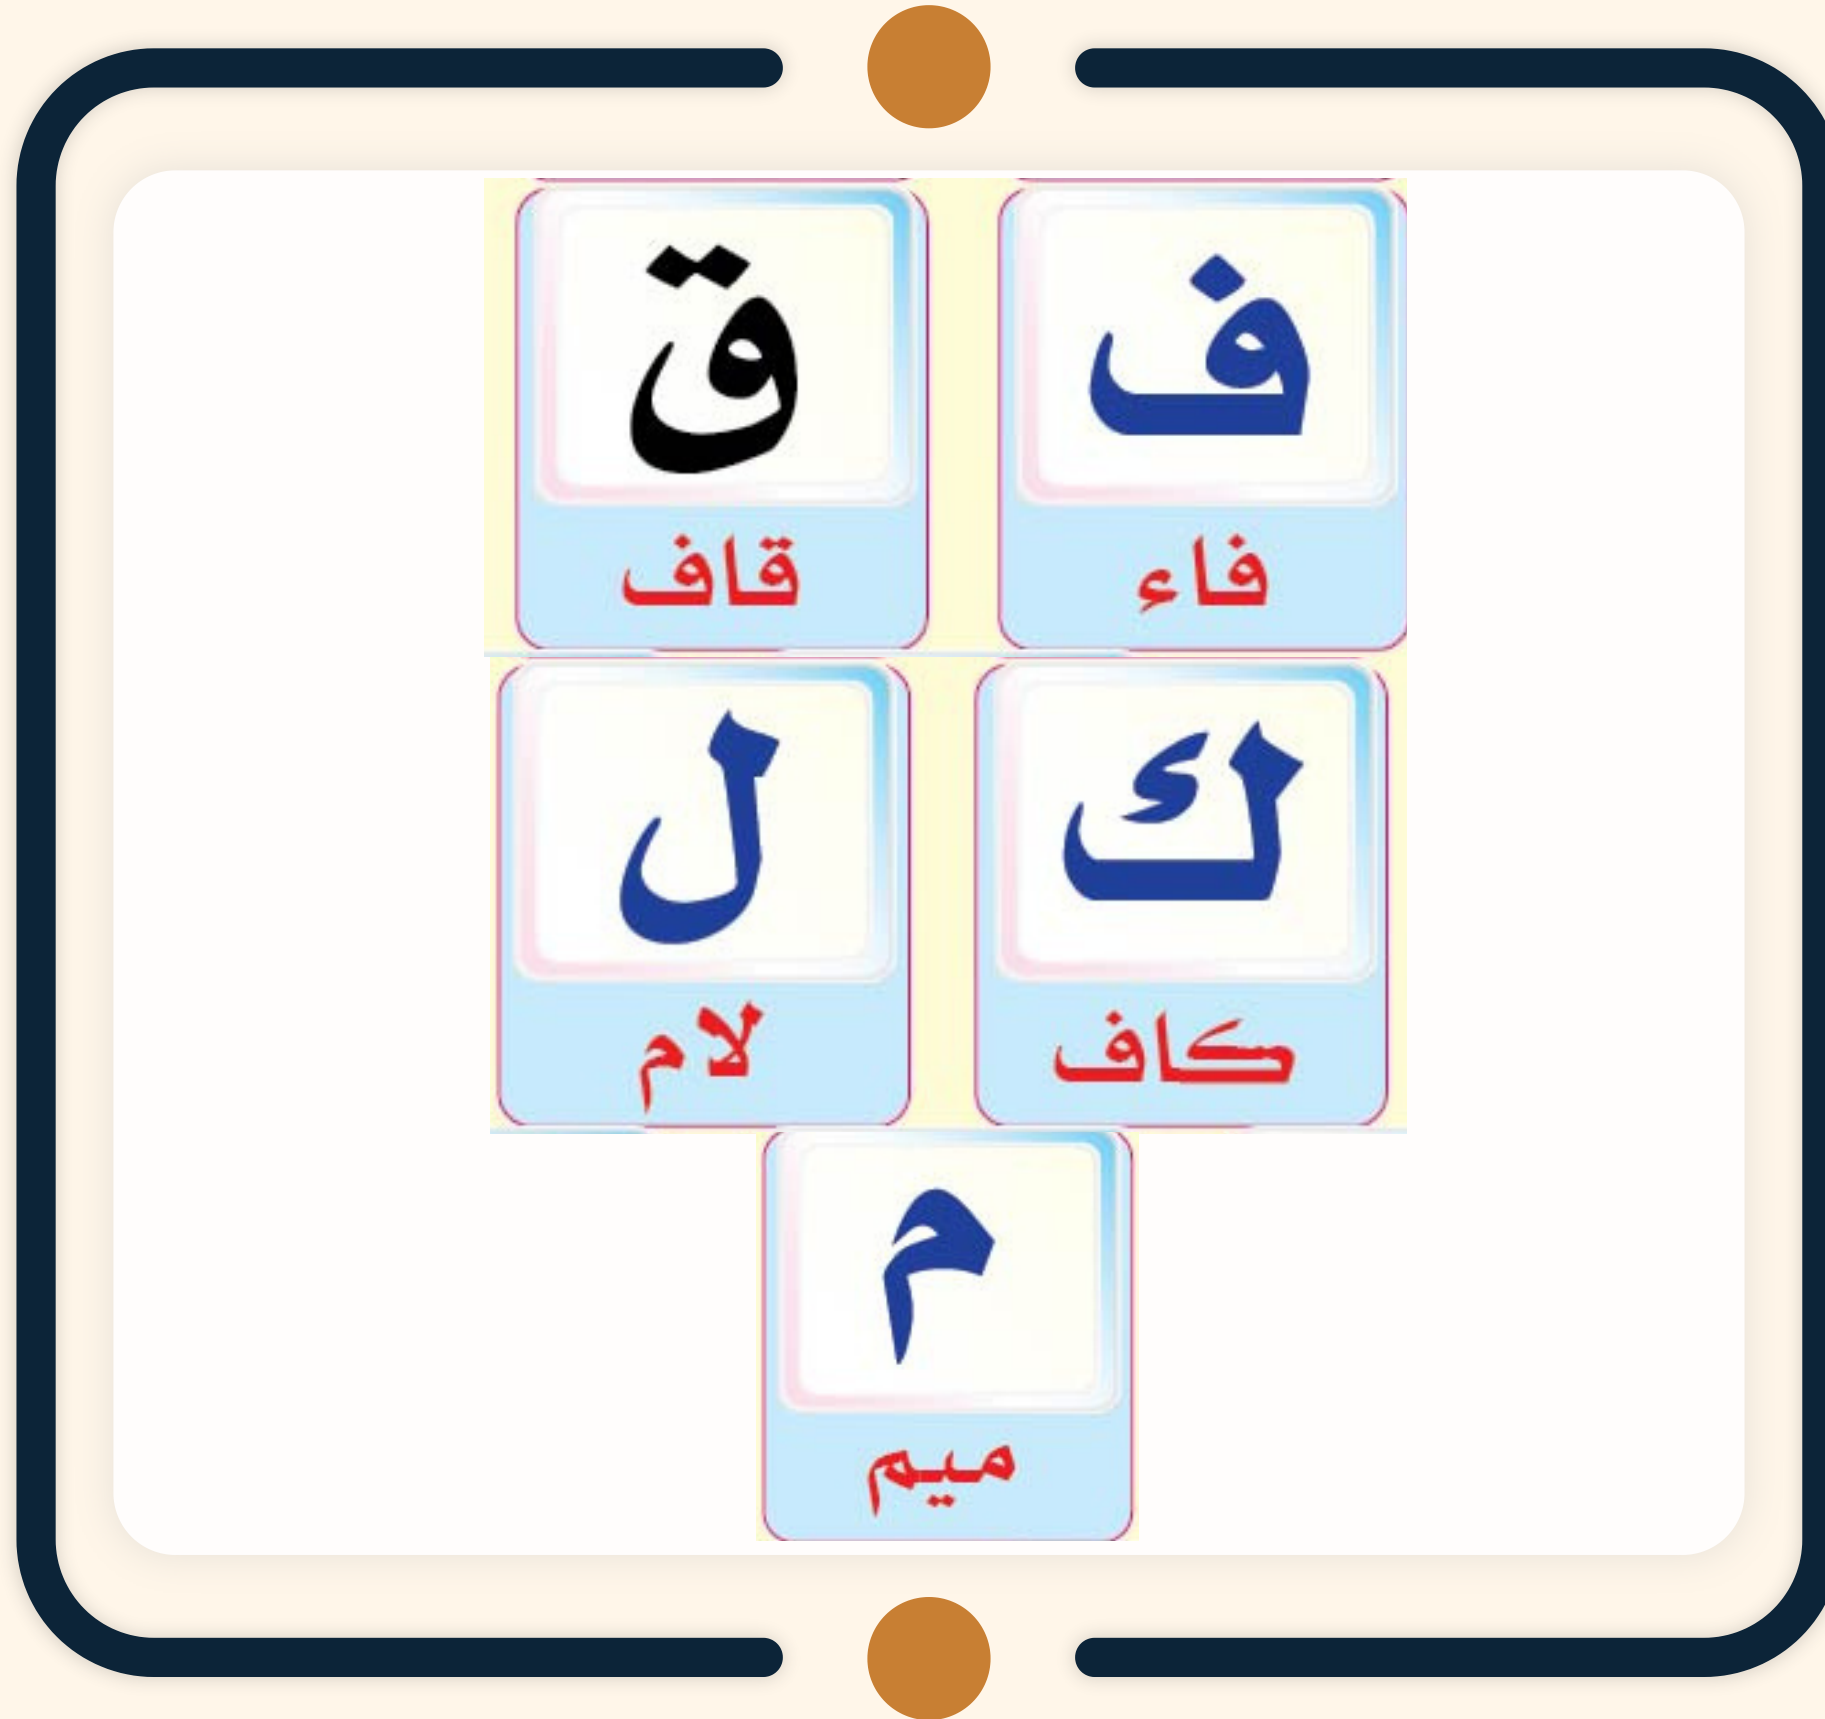 ف ق
فاء قاف
ك ل
كاف لام
م
ميم